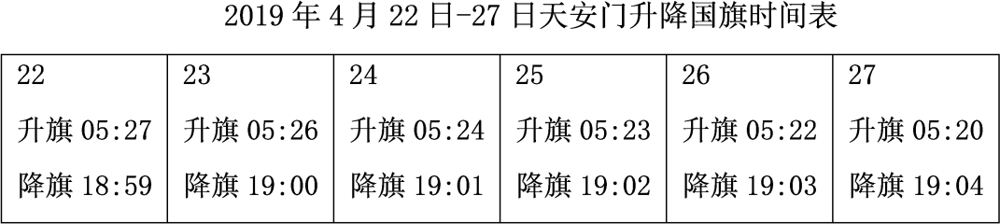 2019 年 4 月 22 日-27 日天安门升降国旗时间表
22 23 24 25 26 27
升旗 05:27 升旗 05:26 升旗 05:24 升旗 05:23 升旗 05:22 升旗 05:20
降旗 18:59 降旗 19:00 降旗 19:01 降旗 19:02 降旗 19:03 降旗 19:04